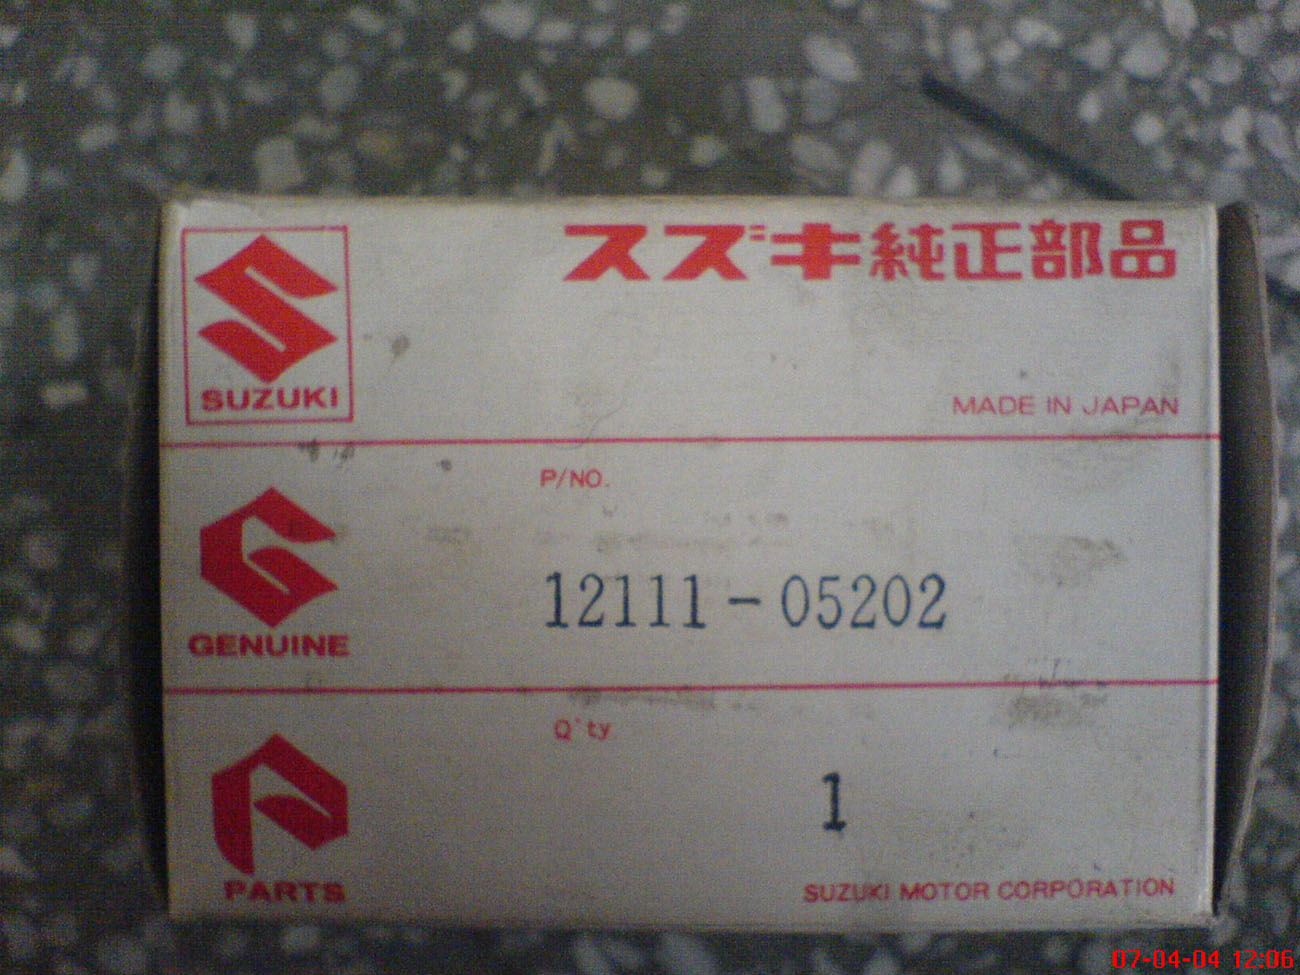 スズキ純正部品
SUZUKI
MADE IN JAPAN
P/NO.
12111-05202
GENUINE
Q'ty
1
PARTS
SUZUKI MOTOR CORPORATION
07-04-04 12:06